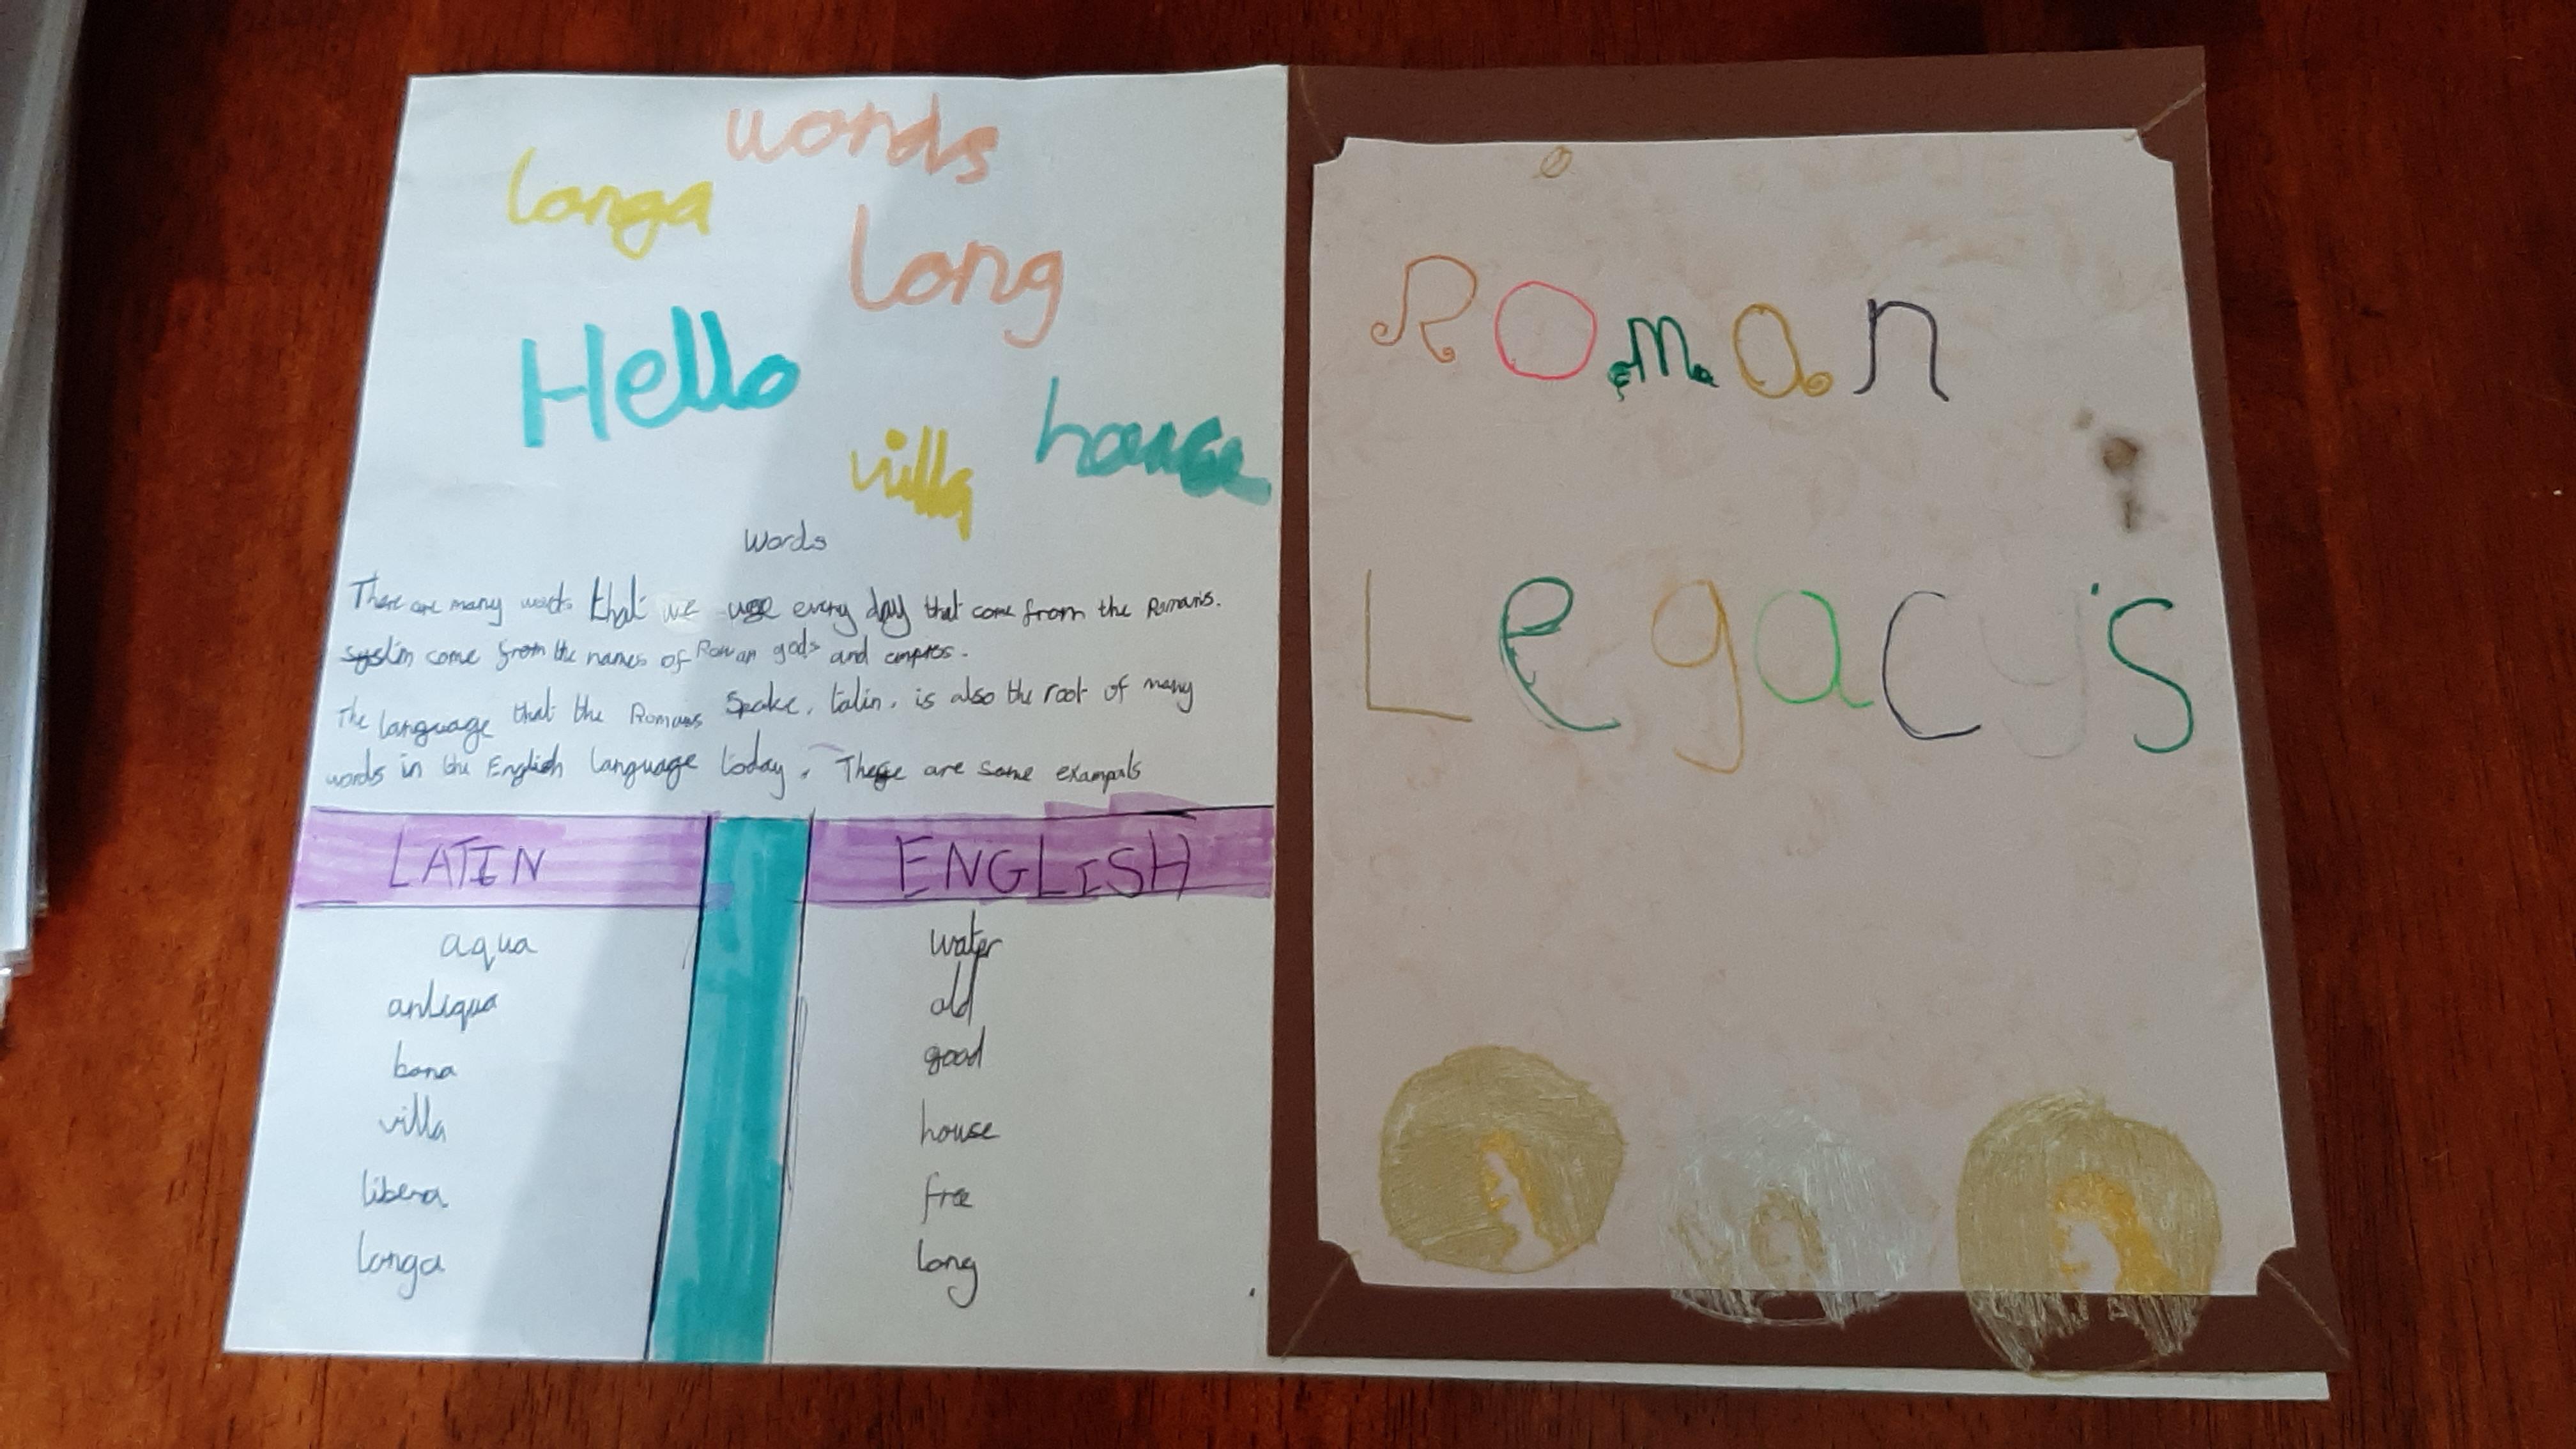 words
longa
long
Hello
villa
house
Words
There are many words that we use every day that come from the Romans.
come from the names of Roman gods and
The language that the Romans Spoke, Latin, is also the root of many
words in the English language today. These are some exampals
LATIN ENGLISH
aqua water
antiqua old
bona good
villa house
libera free
longa long
Roman
Legacy's